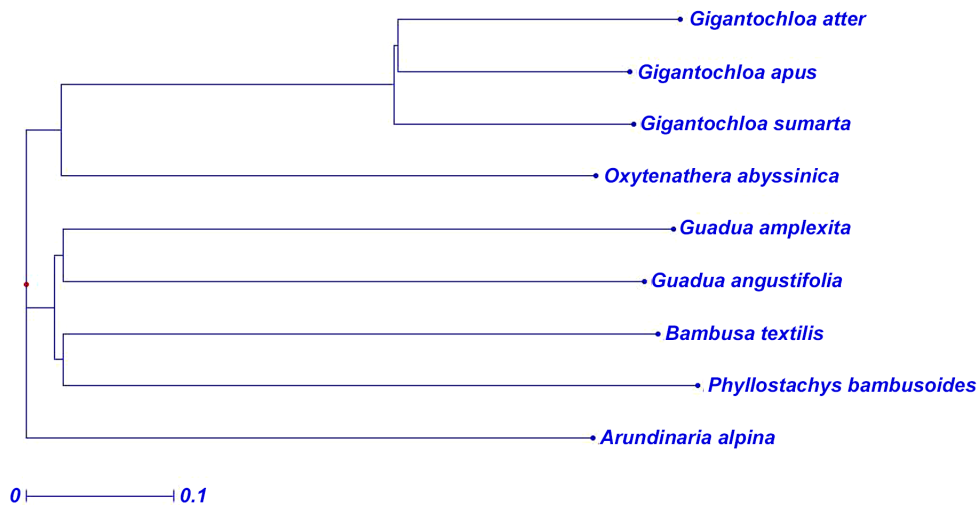 Gigantochloa atter
Gigantochloa apus
Gigantochloa sumarta
Oxytenathera abyssinica
Guadua amplexita
Guadua angustifolia
Bambusa textilis
Phyllostachys bambusoides
Arundinaria alpina
0 0.1